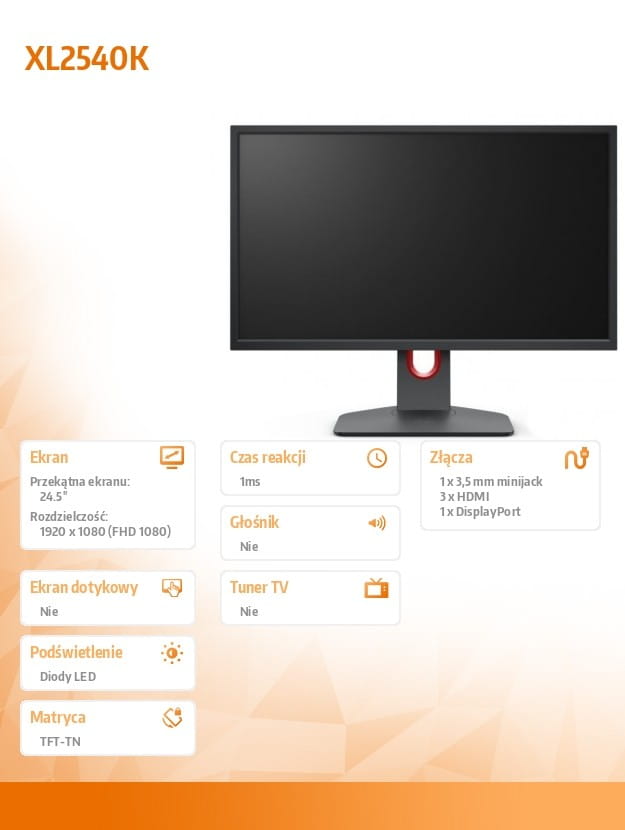 XL2540K
Ekran
Przekątna ekranu:
24.5"
Rozdzielczość:
1920 x 1080 (FHD 1080)
Czas reakcji
1ms
Głośnik
Nie
Złącza
1 x 3,5 mm minijack
3 x HDMI
1 x DisplayPort
Ekran dotykowy
Nie
Tuner TV
Nie
Podświetlenie
Diody LED
Matryca
TFT-TN